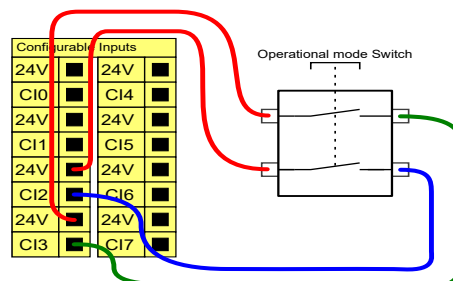 Configurable Inputs
Operational mode Switch
24V 24V
CI0 CI4
24V 24V
CI1 CI5
24V 24V
CI2 CI6
24V 24V
CI3 CI7